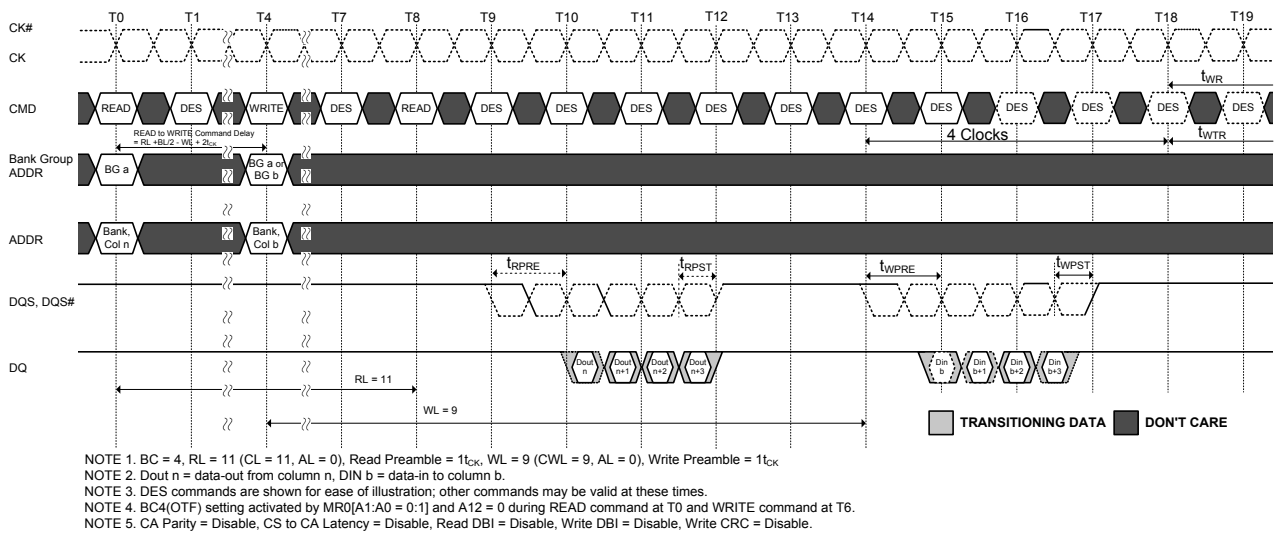 T0 T1 T4 T7 T8 T9 T10 T11 T12 T13 T14 T15 T16 T17 T18 T19
CK#
CK
tWR
CMD READ DES WRITE DES READ DES DES DES DES DES DES DES DES DES DES DES
READ to WRITE Command Delay
= RL +BL/2 - WL + 2tCK
4 Clocks
tWTR
Bank Group
ADDR
BG a
BG a or
BG b
ADDR
Bank,
Col n
Bank,
Col b
tRPRE tRPST tWPRE tWPST
DQS, DQS#
DQ
Dout
n
Dout
n+1
Dout
n+2
Dout
n+3
Din
b
Din
b+1
Din
b+2
Din
b+3
RL = 11
WL = 9
TRANSITIONING DATA DON'T CARE
NOTE 1. BC = 4, RL = 11 (CL = 11, AL = 0), Read Preamble = 1tCK, WL = 9 (CWL = 9, AL = 0), Write Preamble = 1tCK
NOTE 2. Dout n = data-out from column n, DIN b = data-in to column b.
NOTE 3. DES commands are shown for ease of illustration; other commands may be valid at these times.
NOTE 4. BC4(OTF) setting activated by MR0[A1:A0 = 0:1] and A12 = 0 during READ command at T0 and WRITE command at T6.
NOTE 5. CA Parity = Disable, CS to CA Latency = Disable, Read DBI = Disable, Write DBI = Disable, Write CRC = Disable.